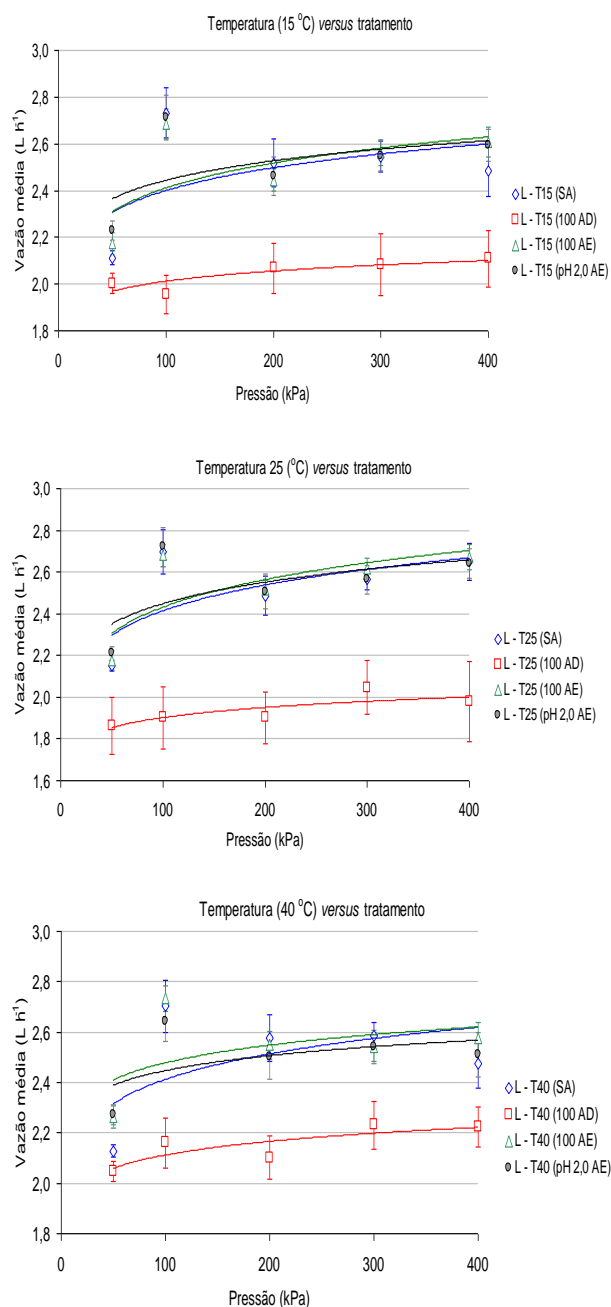 Temperatura (15 °C) versus tratamento
Vazão média (L h¹)
3,0
2,8
2,6
2,4
2,2
2,0
1,8
0
100
200
300
400
Pressão (kPa)
L - T15 (SA)
L - T15 (100 AD)
L - T15 (100 AE)
L - T15 (pH 2,0 AE)
Temperatura 25 (°C) versus tratamento
Vazão média (L h¹)
3,0
2,8
2,6
2,4
2,2
2,0
1,8
1,6
0
100
200
300
400
Pressão (kPa)
L - T25 (SA)
L - T25 (100 AD)
L - T25 (100 AE)
L - T25 (pH 2,0 AE)
Temperatura (40 °C) versus tratamento
Vazão média (L h¹)
3,0
2,8
2,6
2,4
2,2
2,0
1,8
0
100
200
300
400
Pressão (kPa)
L - T40 (SA)
L - T40 (100 AD)
L - T40 (100 AE)
L - T40 (pH 2,0 AE)